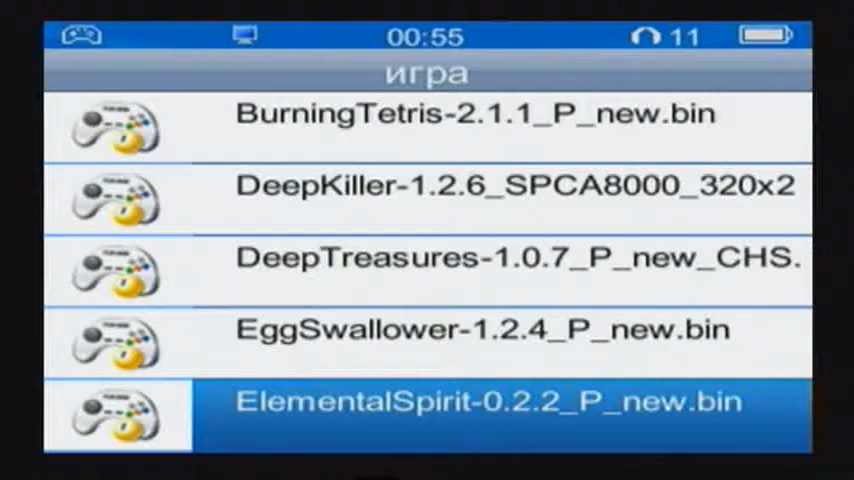 00:55
11
игра
BurningTetris-2.1.1_P_new.bin
DeepKiller-1.2.6_SPCA8000_320x2
DeepTreasures-1.0.7_P_new_CHS.
EggSwallower-1.2.4_P_new.bin
ElementalSpirit-0.2.2_P_new.bin